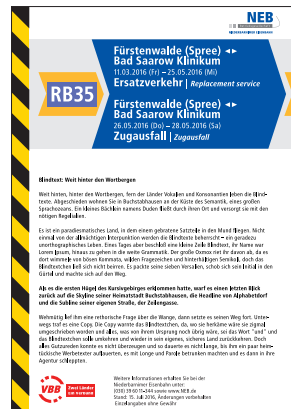 NEB
NIEDERBARNIMER EISENBAHN
RB35
Fürstenwalde (Spree) ◄►
Bad Saarow Klinikum
11.03.2016 (Fr) – 25.05.2016 (Mi)
Ersatzverkehr | Replacement service
Fürstenwalde (Spree) ◄►
Bad Saarow Klinikum
26.05.2016 (Do) – 28.05.2016 (Sa)
Zugausfall | Zugausfall
Blindtext: Weit hinten den Wortbergen
Weit hinten, hinter den Wortbergen, fern der Länder Vokalien und Konsonantien leben die Blind-
texte. Abgeschieden wohnen Sie in Buchstabhausen an der Küste des Semantik, eines großen
Sprachozeans. Ein kleines Bächlein namens Duden fließt durch ihren Ort und versorgt sie mit den
nötigen Regelialien.
Es ist ein paradiesmatisches Land, in dem einem gebratene Satzteile in den Mund fliegen. Nicht
einmal von der allmächtigen Interpunktion werden die Blindtexte beherrscht – ein geradezu
unorthographisches Leben. Eines Tages aber beschloß eine kleine Zeile Blindtext, ihr Name war
Lorem Ipsum, hinaus zu gehen in die weite Grammatik. Der große Oxmox riet ihr davon ab, da es
dort wimmele von bösen Kommata, wilden Fragezeichen und hinterhältigen Semikoli, doch das
Blindtextchen ließ sich nicht beirren. Es packte seine sieben Versalien, schob sich sein Initial in den
Gürtel und machte sich auf den Weg.
Als es die ersten Hügel des Kursivgebirges erklommen hatte, warf es einen letzten Blick
zurück auf die Skyline seiner Heimatstadt Buchstabhausen, die Headline von Alphabetdorf
und die Subline seiner eigenen Straße, der Zeilengasse.
Wehmütig lief ihm eine rethorische Frage über die Wange, dann setzte es seinen Weg fort. Unter-
wegs traf es eine Copy. Die Copy warnte das Blindtextchen, da, wo sie herkäme wäre sie zigmal
umgeschrieben worden und alles, was von ihrem Ursprung noch übrig wäre, sei das Wort "und" und
das Blindtextchen solle umkehren und wieder in sein eigenes, sicheres Land zurückkehren. Doch
alles Gutzureden konnte es nicht überzeugen und so dauerte es nicht lange, bis ihm ein paar heim-
tückische Werbetexter auflauerten, es mit Longe und Parole betrunken machten und es dann in ihre
Agentur schleppten.
VBB
Zwei Länder
ein Verbund
Weitere Informationen erhalten Sie bei der
Niederbarnimer Eisenbahn unter:
sowie unter www.NEB.de
Stand: 15. Juli 2016, Änderungen vorbehalten
Einzelangaben ohne Gewähr